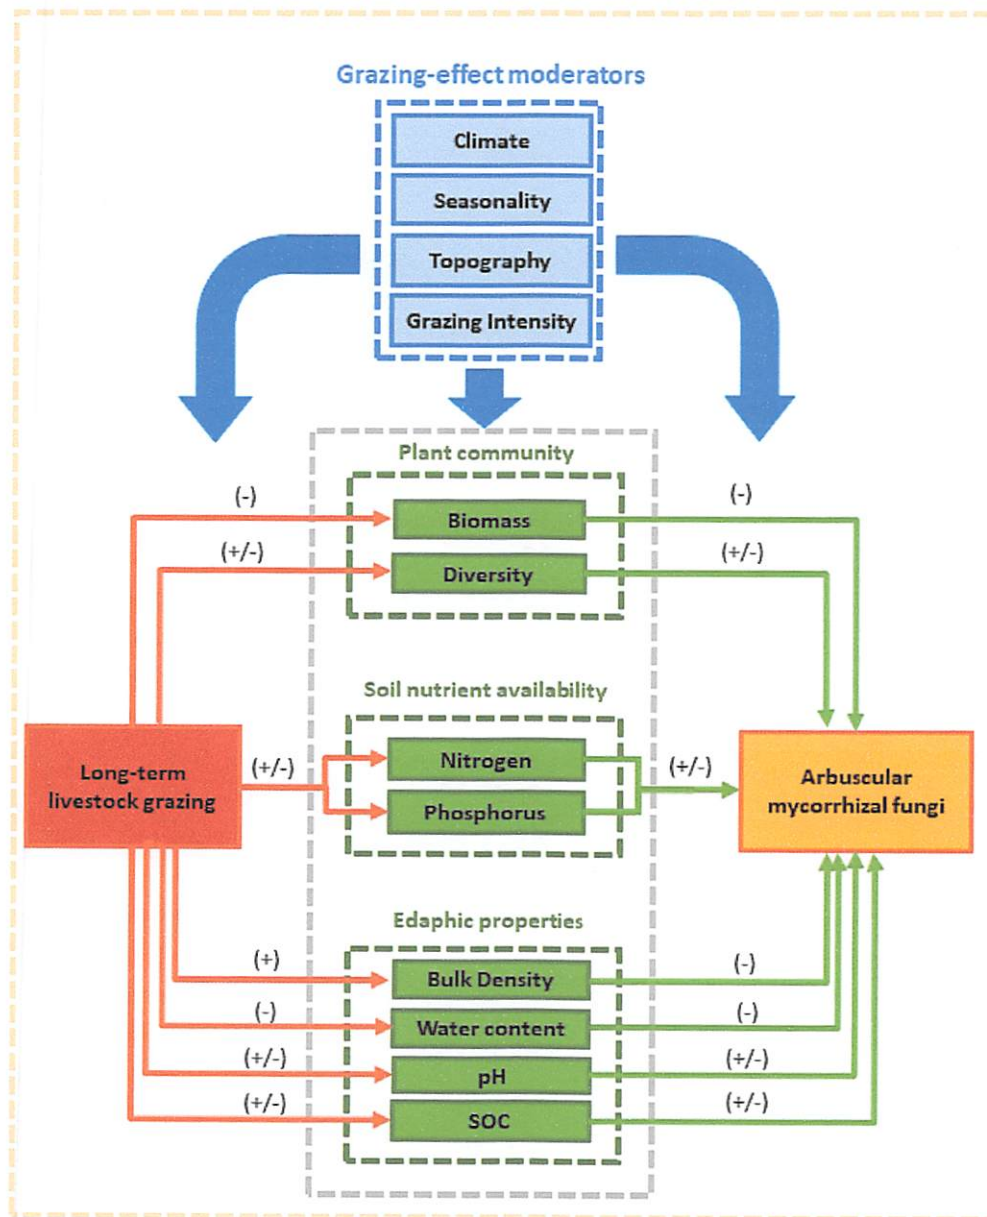 Grazing-effect moderators
Climate
Seasonality
Topography
Grazing Intensity
Plant community
(-)
Biomass
(-)
(+/-)
Diversity
(+/-)
Soil nutrient availability
Long-term
livestock grazing
(+/-)
Nitrogen
Phosphorus
(+/-)
Arbuscular
mycorrhizal fungi
Edaphic properties
(+)
Bulk Density
(-)
(-)
Water content
(-)
(+/-)
pH
(+/-)
(+/-)
SOC
(+/-)